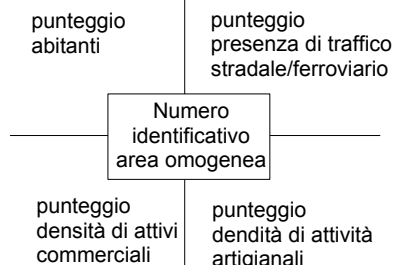 punteggio
abitanti
punteggio
presenza di traffico
stradale/ferroviario
Numero
identificativo
area omogenea
punteggio
densità di attivi
commerciali
punteggio
dendità di attività
artigianali